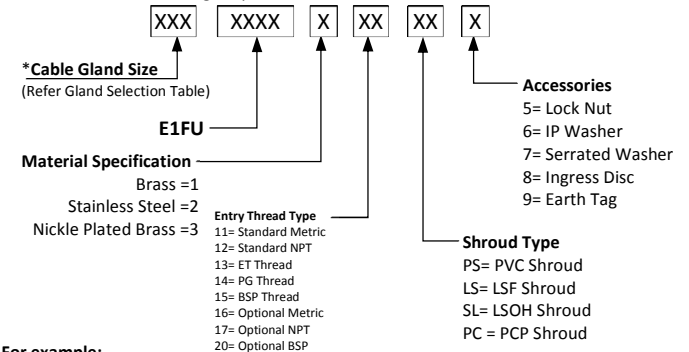 XXX XXXX X XX XX X
*Cable Gland Size
(Refer Gland Selection Table)
E1FU
Material Specification
Brass =1
Stainless Steel =2
Nickle Plated Brass =3
Entry Thread Type
11= Standard Metric
12= Standard NPT
13= ET Thread
14= PG Thread
15= BSP Thread
16= Optional Metric
17= Optional NPT
20= Optional BSP
Shroud Type
PS= PVC Shroud
LS= LSF Shroud
SL= LSOH Shroud
PC = PCP Shroud
Accessories
5= Lock Nut
6= IP Washer
7= Serrated Washer
8= Ingress Disc
9= Earth Tag
For example: